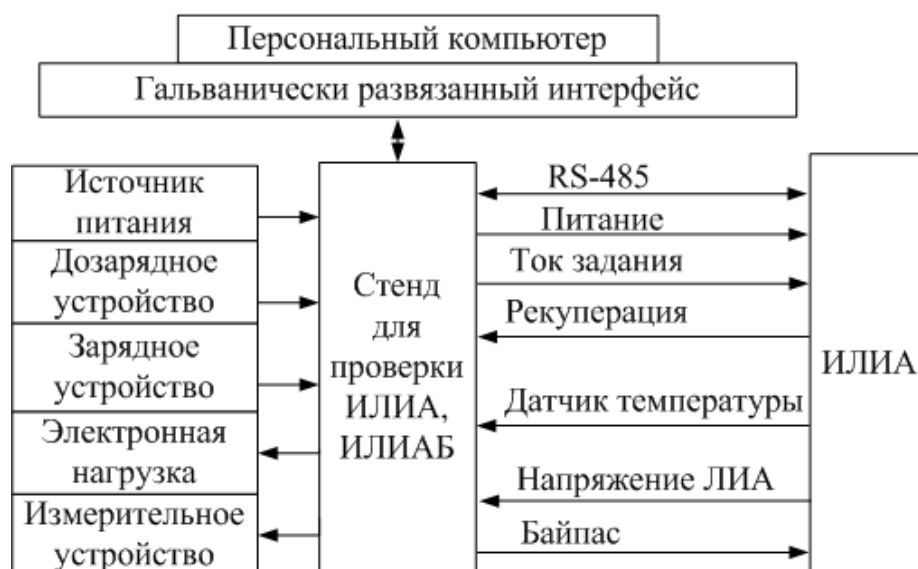 Персональный компьютер
Гальванически развязанный интерфейс
Источник
питания
Дозарядное
устройство
Зарядное
устройство
Электронная
нагрузка
Измерительное
устройство
Стенд
для
проверки
ИЛИА,
ИЛИАБ
RS-485
Питание
Ток задания
Рекуперация
Датчик температуры
Напряжение ЛИА
Байпас
ИЛИА